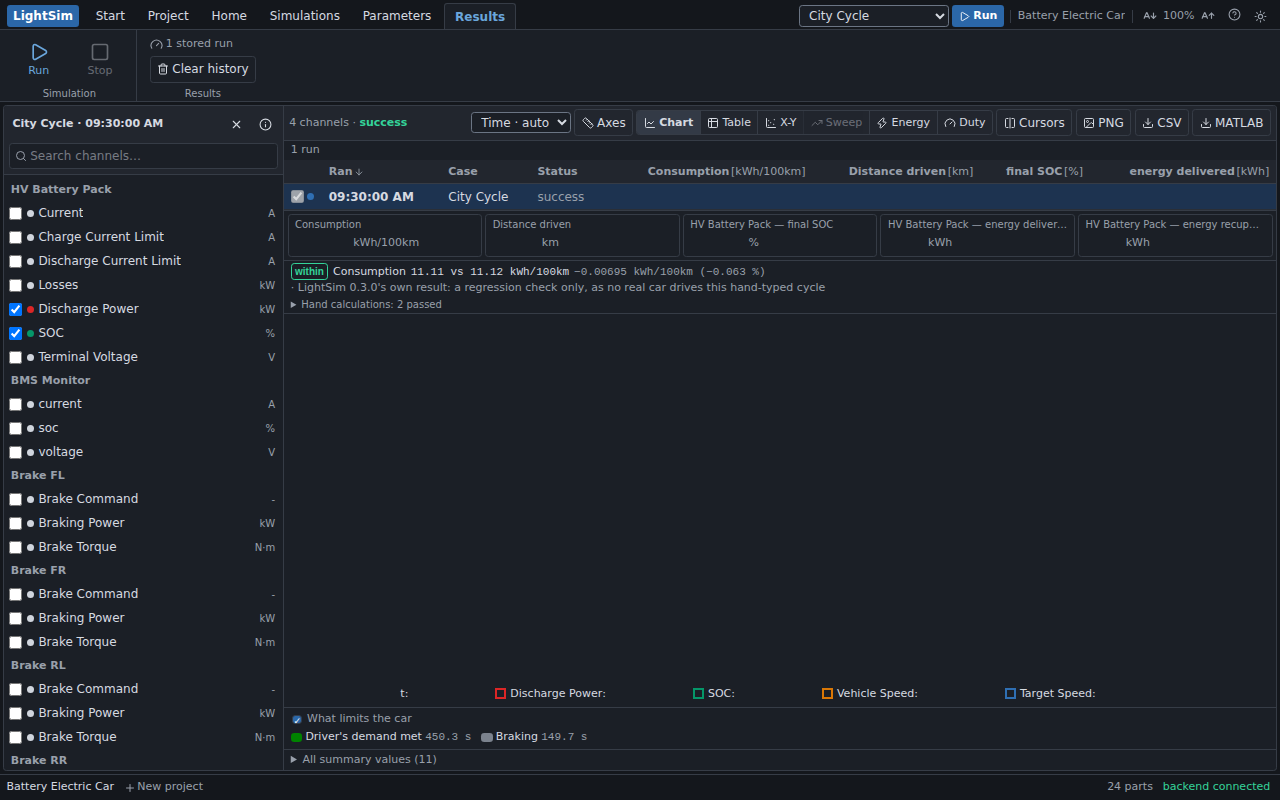 LightSim Start Project Home Simulations Parameters Results City Cycle Run Battery Electric Car A↓ 100% A↑
1 stored run
Run Stop Clear history
Simulation Results
City Cycle · 09:30:00 AM
Search channels…
HV Battery Pack
Current A
Charge Current Limit A
Discharge Current Limit A
Losses kW
Discharge Power kW
SOC %
Terminal Voltage V
BMS Monitor
current A
soc %
voltage V
Brake FL
Brake Command -
Braking Power kW
Brake Torque N·m
Brake FR
Brake Command -
Braking Power kW
Brake Torque N·m
Brake RL
Brake Command -
Braking Power kW
Brake Torque N·m
Brake RR
4 channels · success Time · auto Axes Chart Table X-Y Sweep Energy Duty Cursors PNG CSV MATLAB
1 run
Ran ↓ Case Status Consumption [kWh/100km] Distance driven [km] final SOC [%] energy delivered [kWh]
09:30:00 AM City Cycle success
Consumption Distance driven HV Battery Pack — final SOC HV Battery Pack — energy deliver… HV Battery Pack — energy recup…
kWh/100km km % kWh kWh
within Consumption 11.11 vs 11.12 kWh/100km −0.00695 kWh/100km (−0.063 %)
· LightSim 0.3.0's own result: a regression check only, as no real car drives this hand-typed cycle
Hand calculations: 2 passed
t: Discharge Power: SOC: Vehicle Speed: Target Speed:
What limits the car
Driver's demand met 450.3 s Braking 149.7 s
All summary values (11)
Battery Electric Car + New project 24 parts backend connected